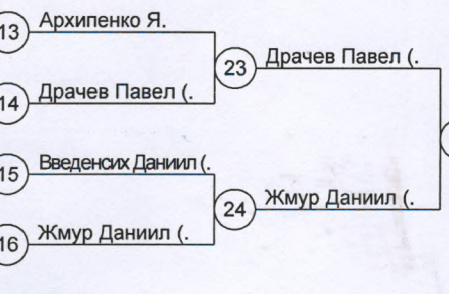 13 Архипенко Я.
23 Драчев Павел (.
14 Драчев Павел (.
15 Введенсих Даниил (.
24 Жмур Даниил (.
16 Жмур Даниил (.